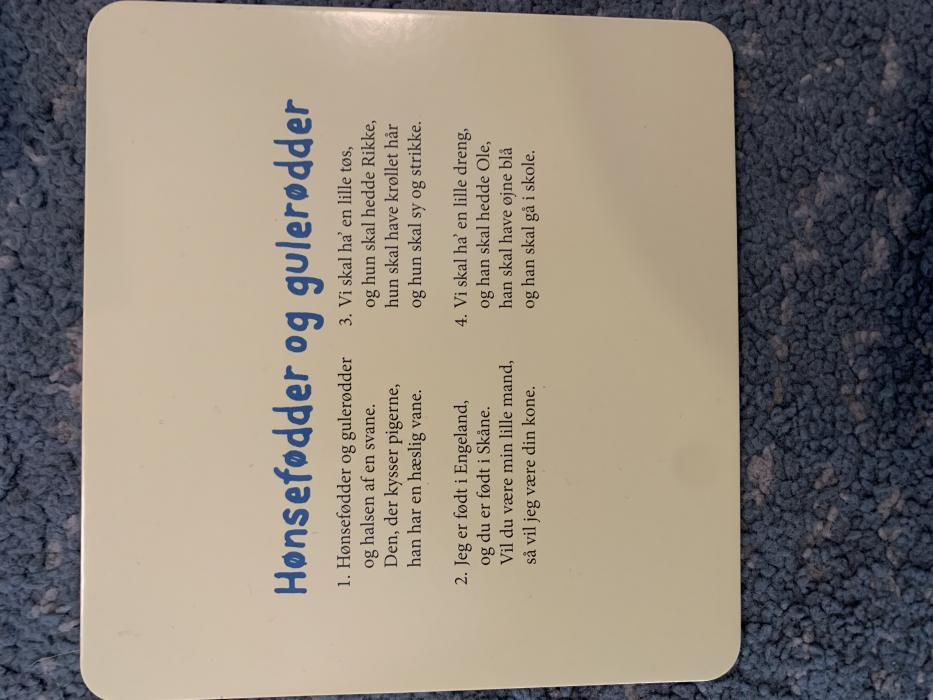 Hønsefødder og gulerødder
1. Hønsefødder og gulerødder
og halsen af en svane.
Den, der kysser pigerne,
han har en hæslig vane.
2. Jeg er født i Engeland,
og du er født i Skåne.
Vil du være min lille mand,
så vil jeg være din kone.
3. Vi skal ha’ en lille tøs,
og hun skal hedde Rikke,
hun skal have krøllet hår
og hun skal sy og strikke.
4. Vi skal ha’ en lille dreng,
og han skal hedde Ole,
han skal have øjne blå
og han skal gå i skole.